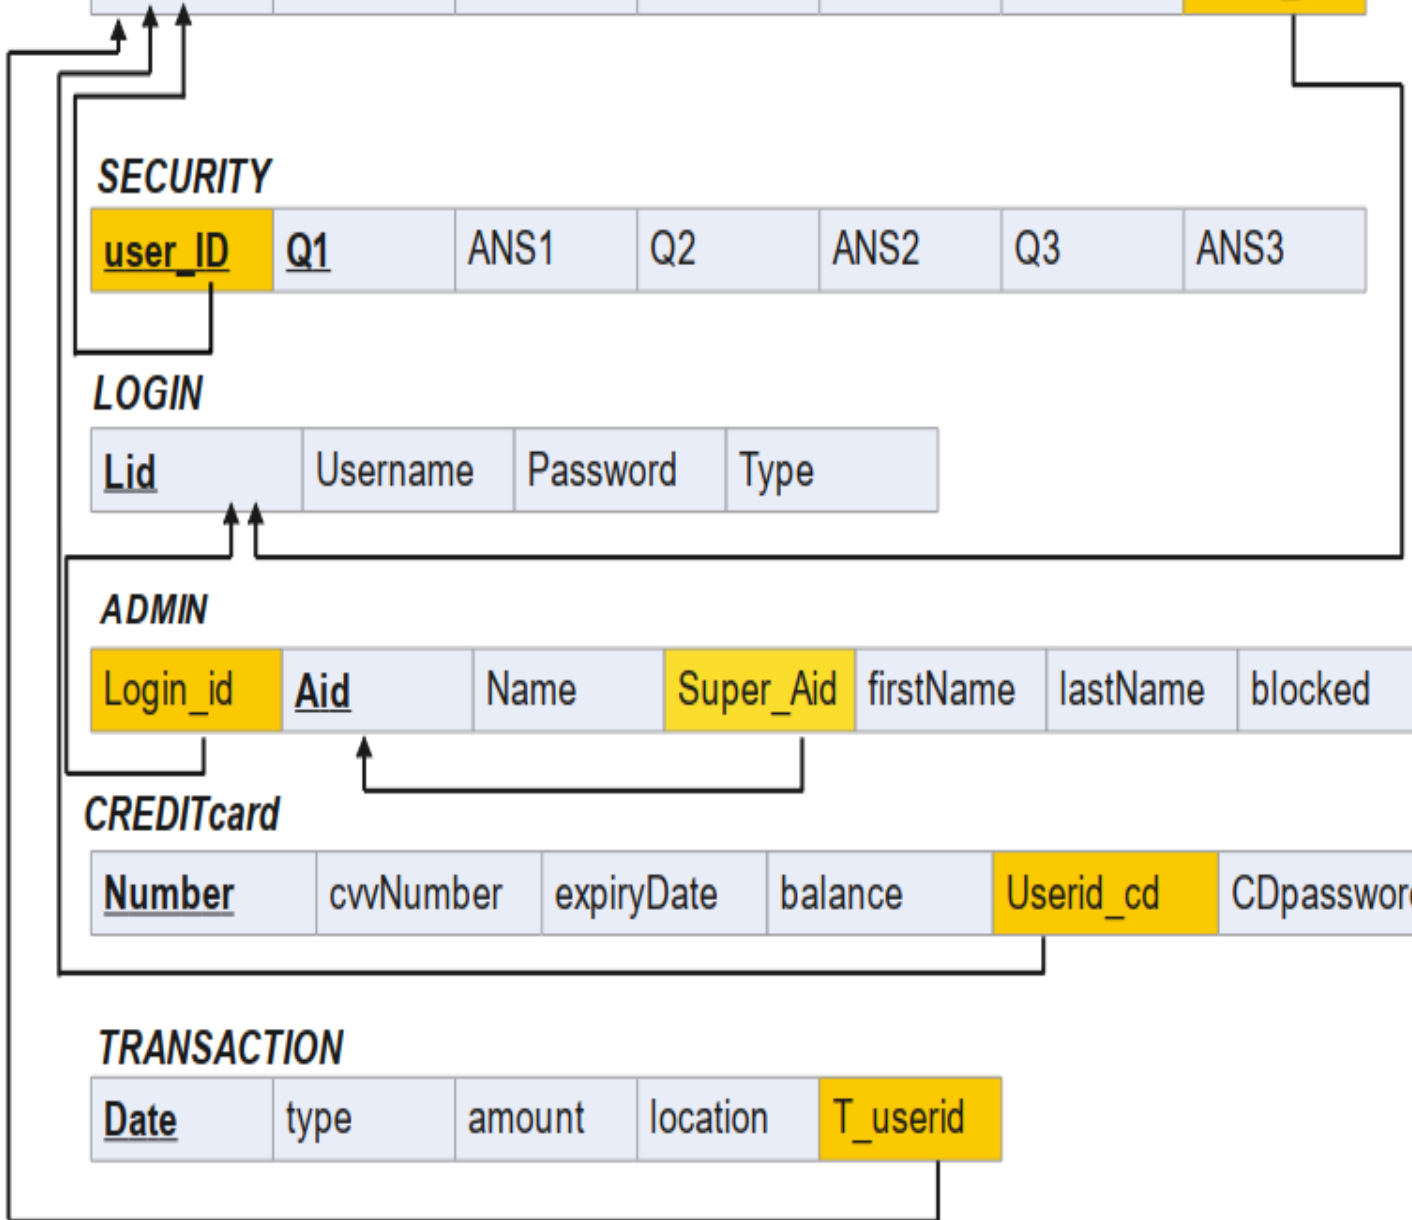 SECURITY
user_ID Q1 ANS1 Q2 ANS2 Q3 ANS3
LOGIN
Lid Username Password Type
ADMIN
Login_id Aid Name Super_Aid firstName lastName blocked
CREDITcard
Number cvvNumber expiryDate balance Userid_cd CDpassword
TRANSACTION
Date type amount location T_userid